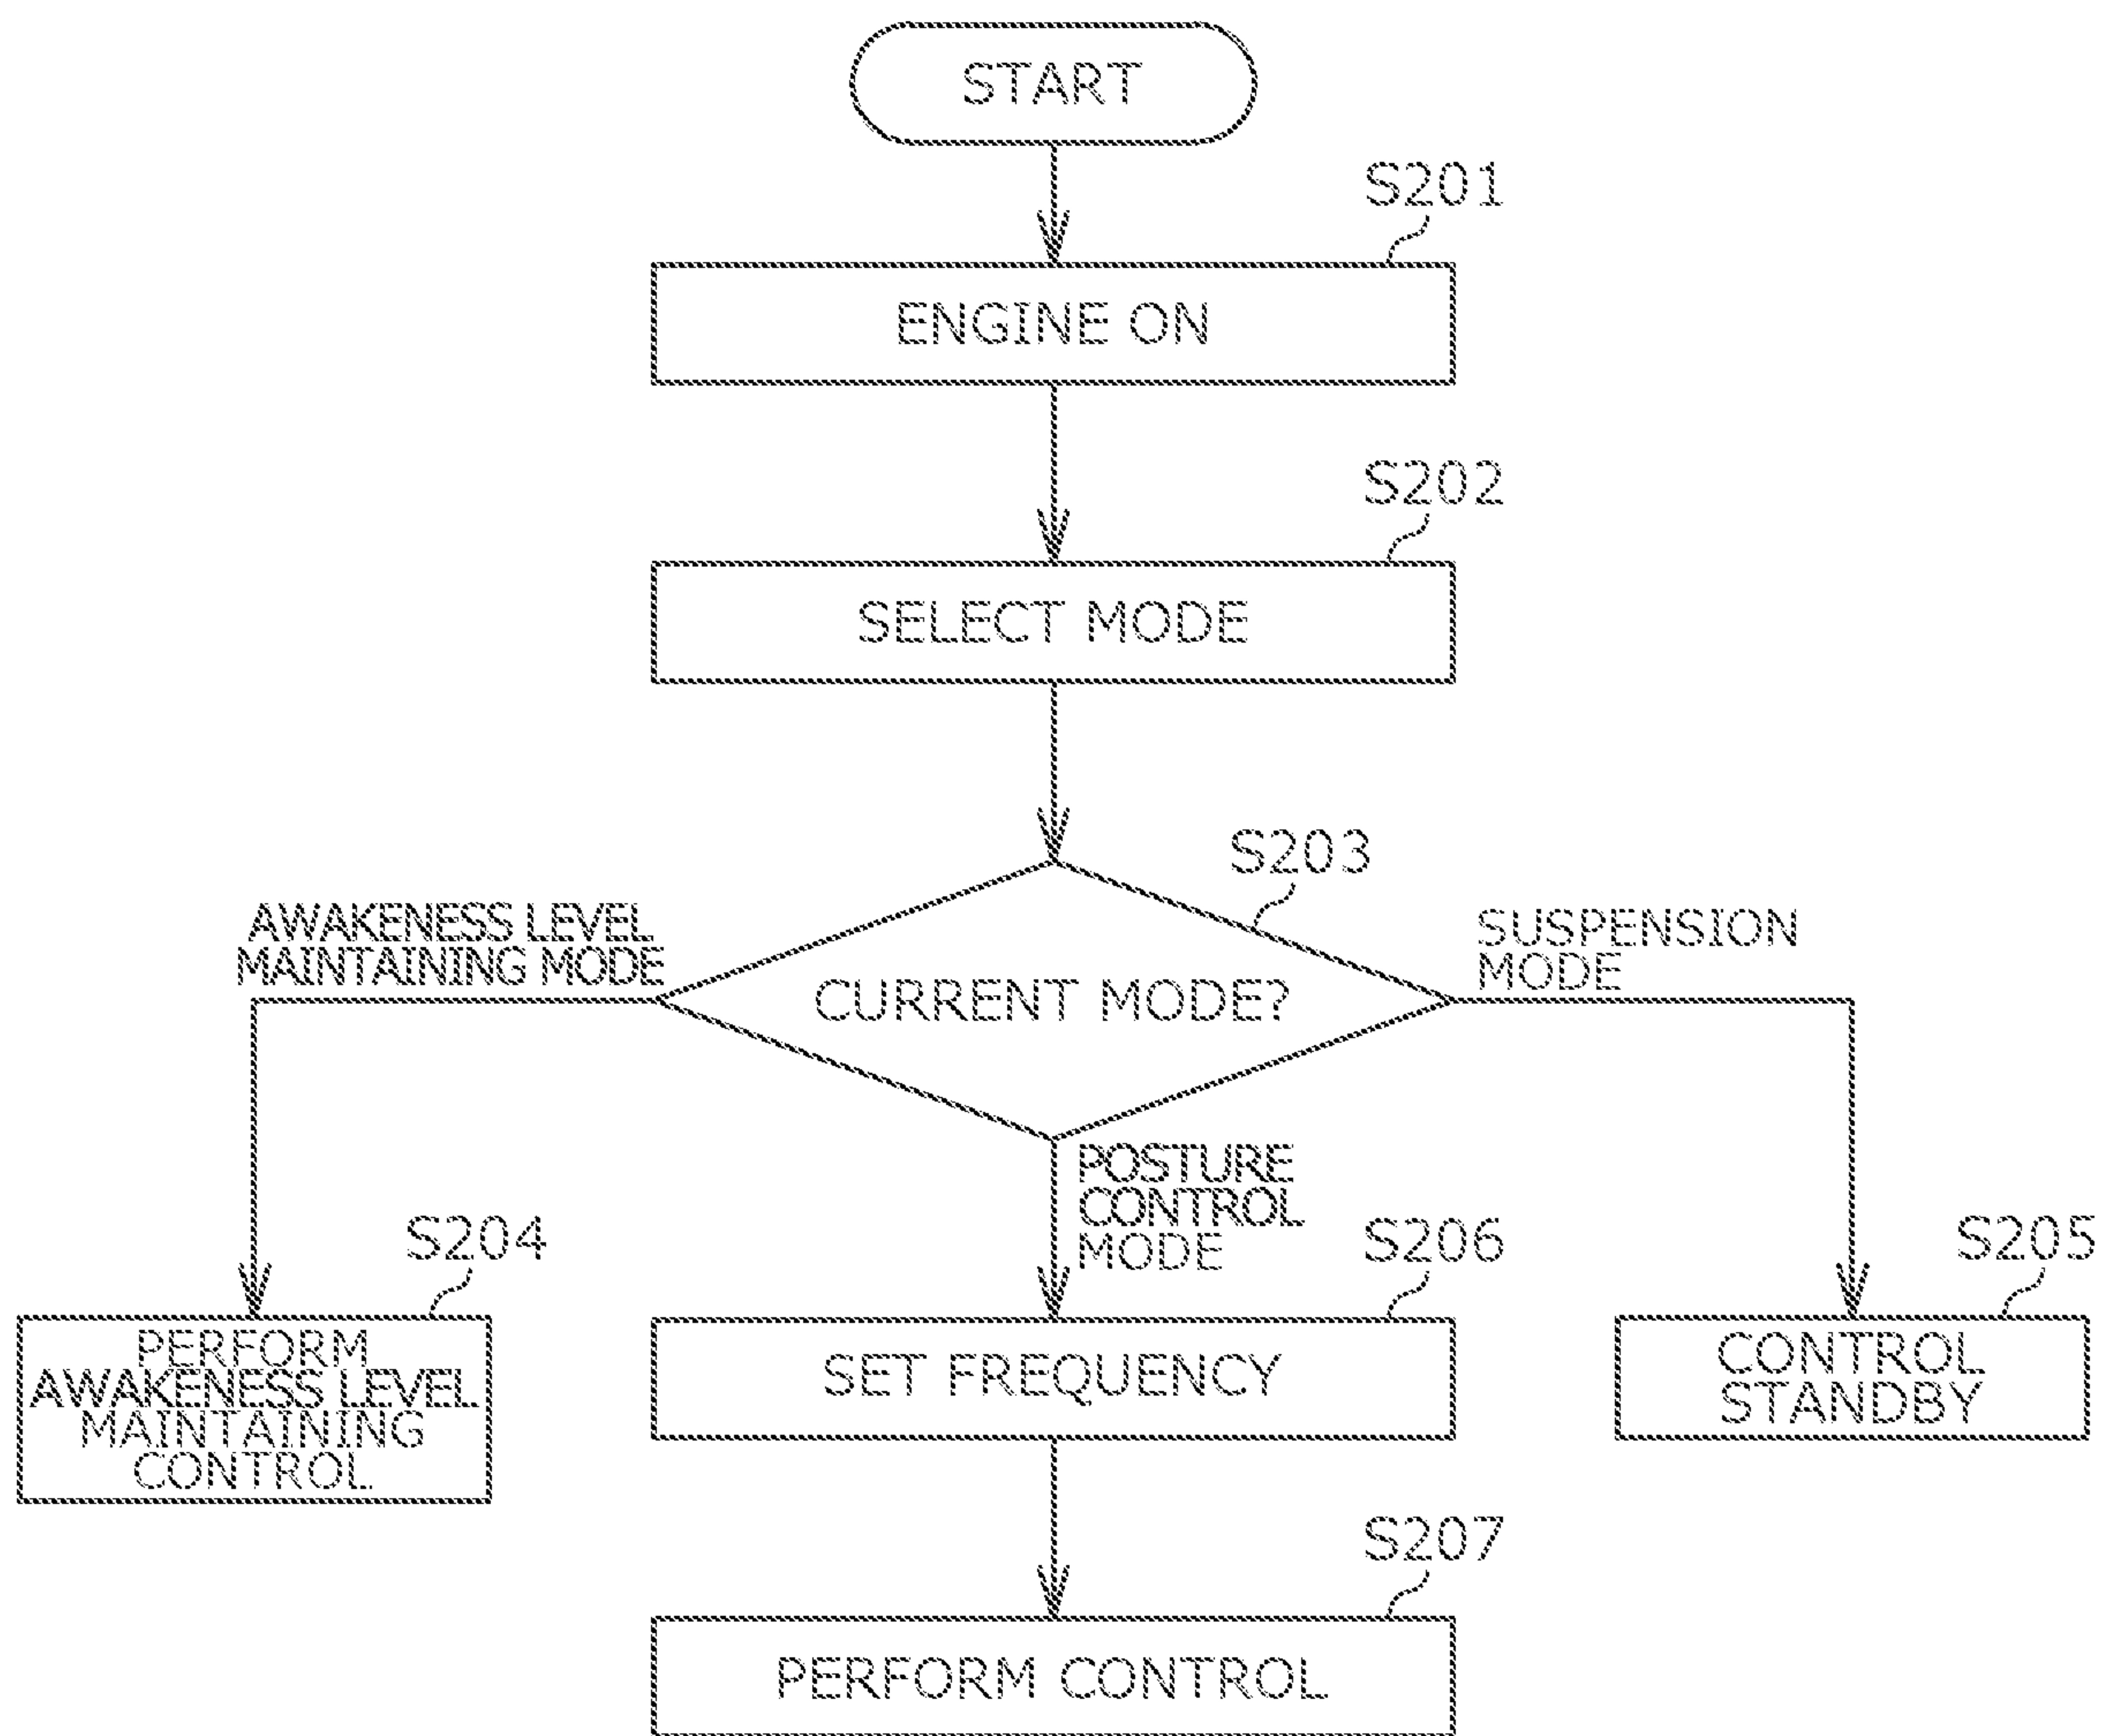 START
S201
ENGINE ON
S202
SELECT MODE
S203
AWAKENESS LEVEL
MAINTAINING MODE
CURRENT MODE?
SUSPENSION
MODE
POSTURE
CONTROL
MODE
S204
PERFORM
AWAKENESS LEVEL
MAINTAINING
CONTROL
S206
SET FREQUENCY
S205
CONTROL
STANDBY
S207
PERFORM CONTROL